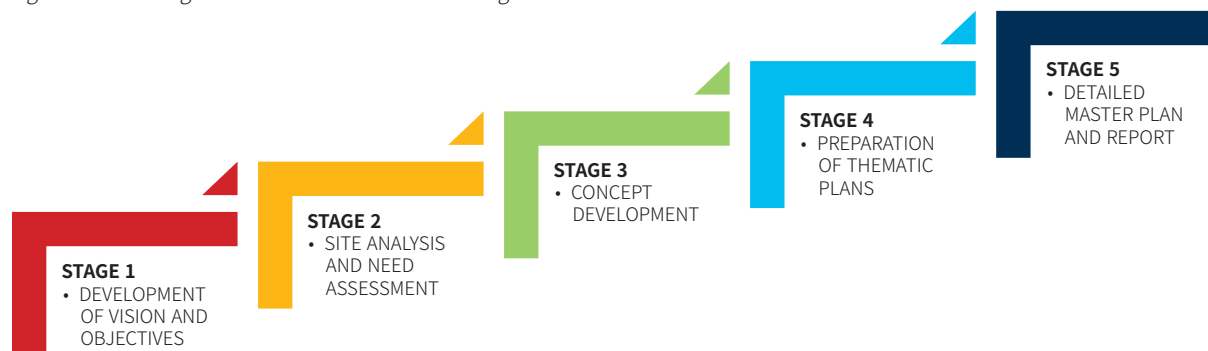 STAGE 1
• DEVELOPMENT
OF VISION AND
OBJECTIVES
STAGE 2
• SITE ANALYSIS
AND NEED
ASSESSMENT
STAGE 3
• CONCEPT
DEVELOPMENT
STAGE 4
• PREPARATION
OF THEMATIC
PLANS
STAGE 5
• DETAILED
MASTER PLAN
AND REPORT